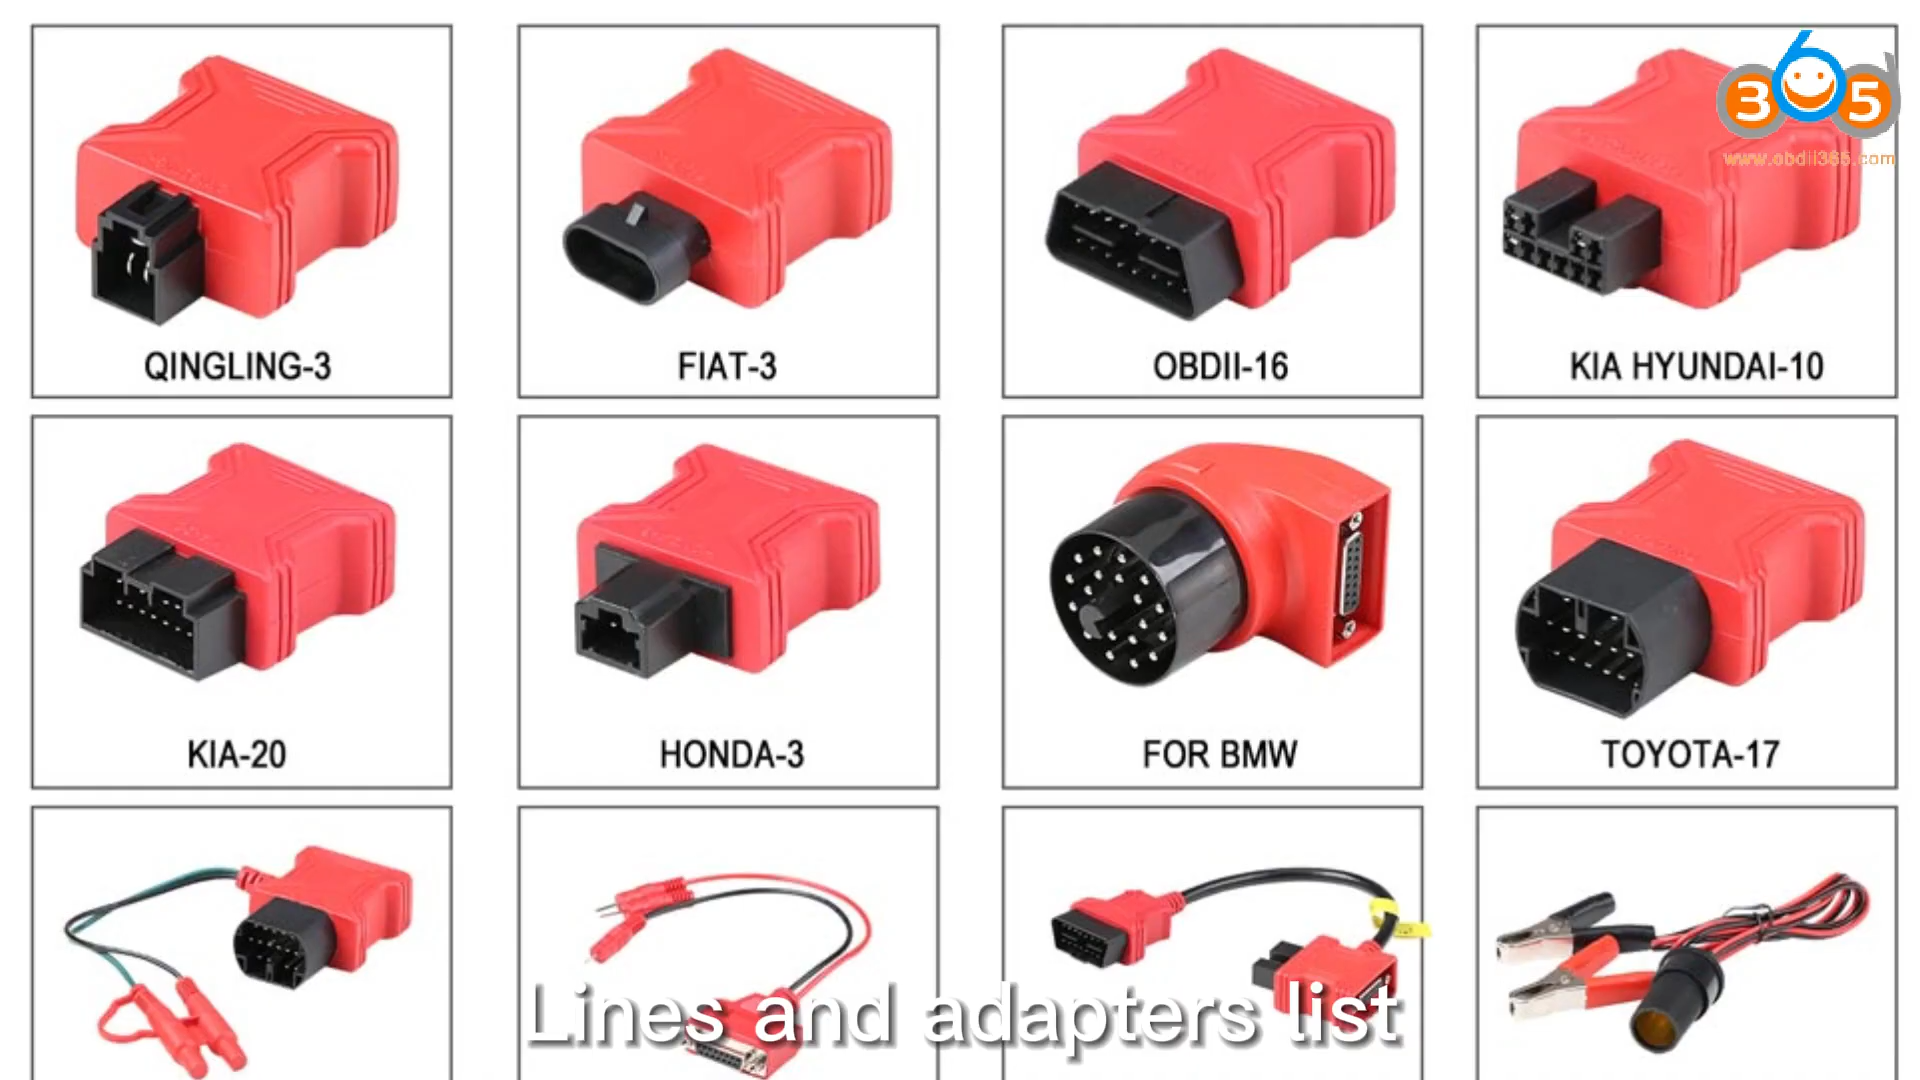 365
www.obdii365.com
QINGLING-3
FIAT-3
OBDII-16
KIA HYUNDAI-10
KIA-20
HONDA-3
FOR BMW
TOYOTA-17
Lines and adapters list